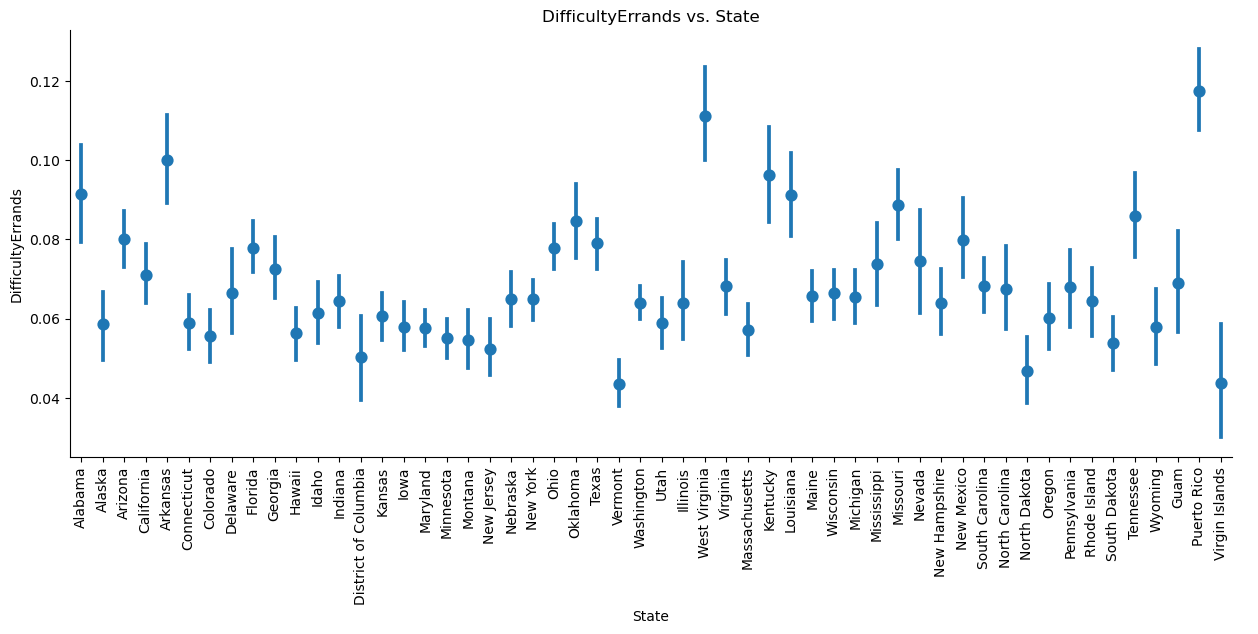 DifficultyErrands vs. State
DifficultyErrands
0.12
0.10
0.08
0.06
0.04
Alabama
Alaska
Arizona
California
Arkansas
Connecticut
Colorado
Delaware
Florida
Georgia
Hawaii
Idaho
Indiana
District of Columbia
Kansas
Iowa
Maryland
Minnesota
Montana
New Jersey
Nebraska
New York
Ohio
Oklahoma
Texas
Vermont
Washington
Utah
Illinois
West Virginia
Virginia
Massachusetts
Kentucky
Louisiana
Maine
Wisconsin
Michigan
Mississippi
Missouri
Nevada
New Hampshire
New Mexico
South Carolina
North Carolina
North Dakota
Oregon
Pennsylvania
Rhode Island
South Dakota
Tennessee
Wyoming
Guam
Puerto Rico
Virgin Islands
State